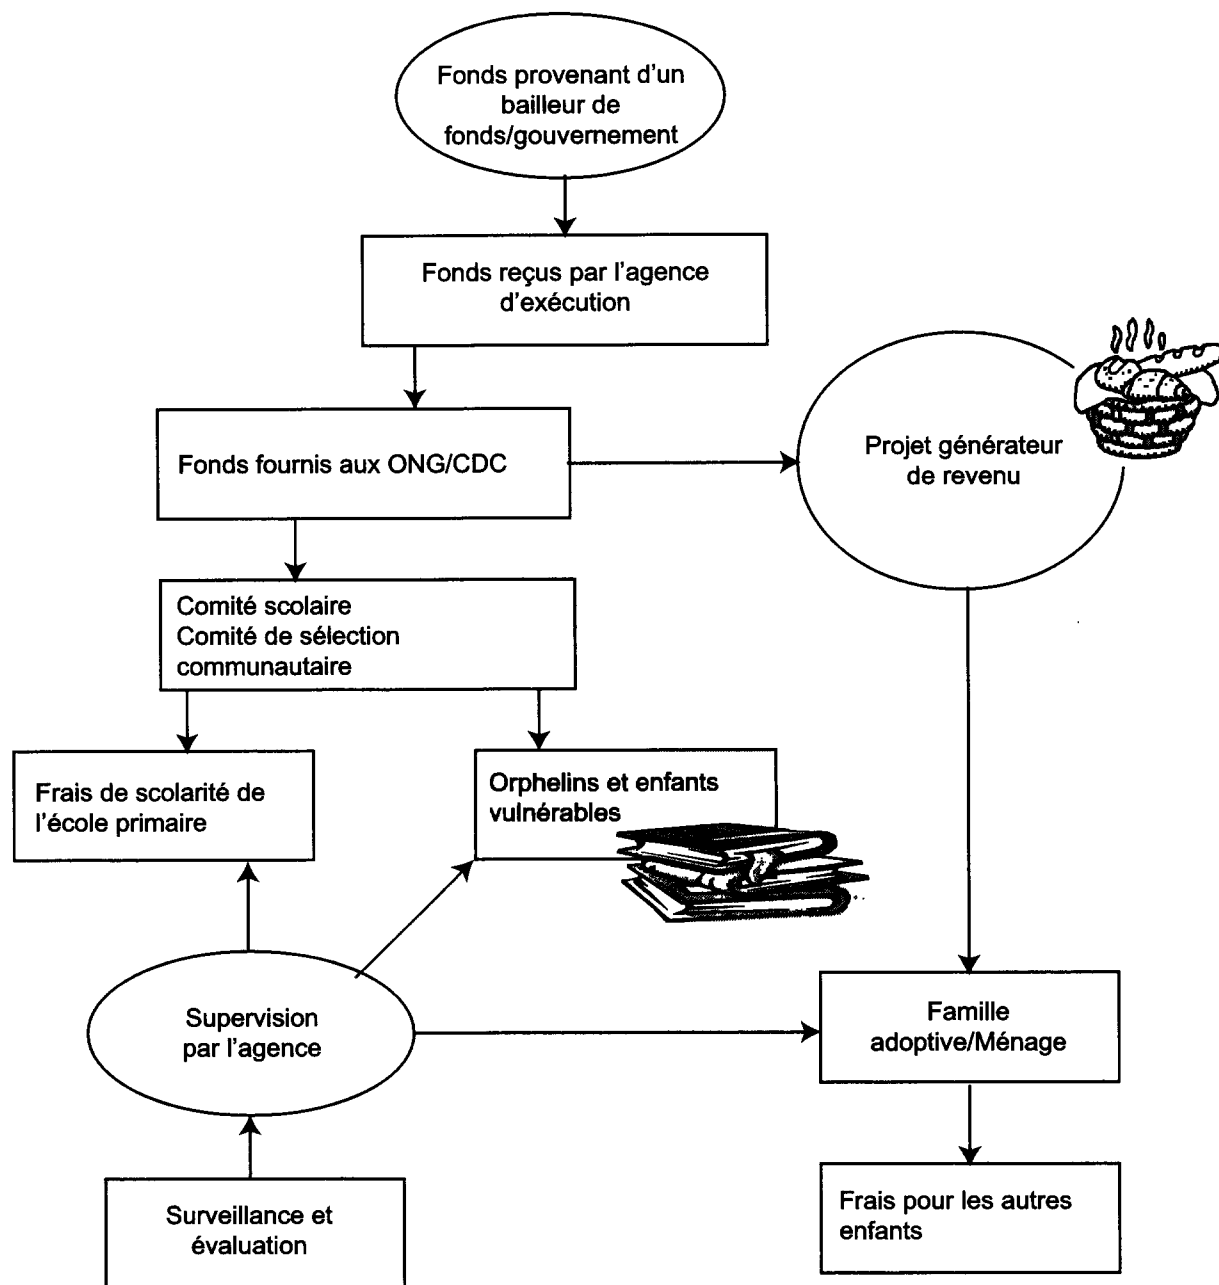 Fonds provenant d'un
bailleur de
fonds/gouvernement
Fonds reçus par l'agence
d'exécution
Fonds fournis aux ONG/CDC
Projet générateur
de revenu
Comité scolaire
Comité de sélection
communautaire
Frais de scolarité de
l'école primaire
Orphelins et enfants
vulnérables
Supervision
par l'agence
Famille
adoptive/Ménage
Surveillance et
évaluation
Frais pour les autres
enfants